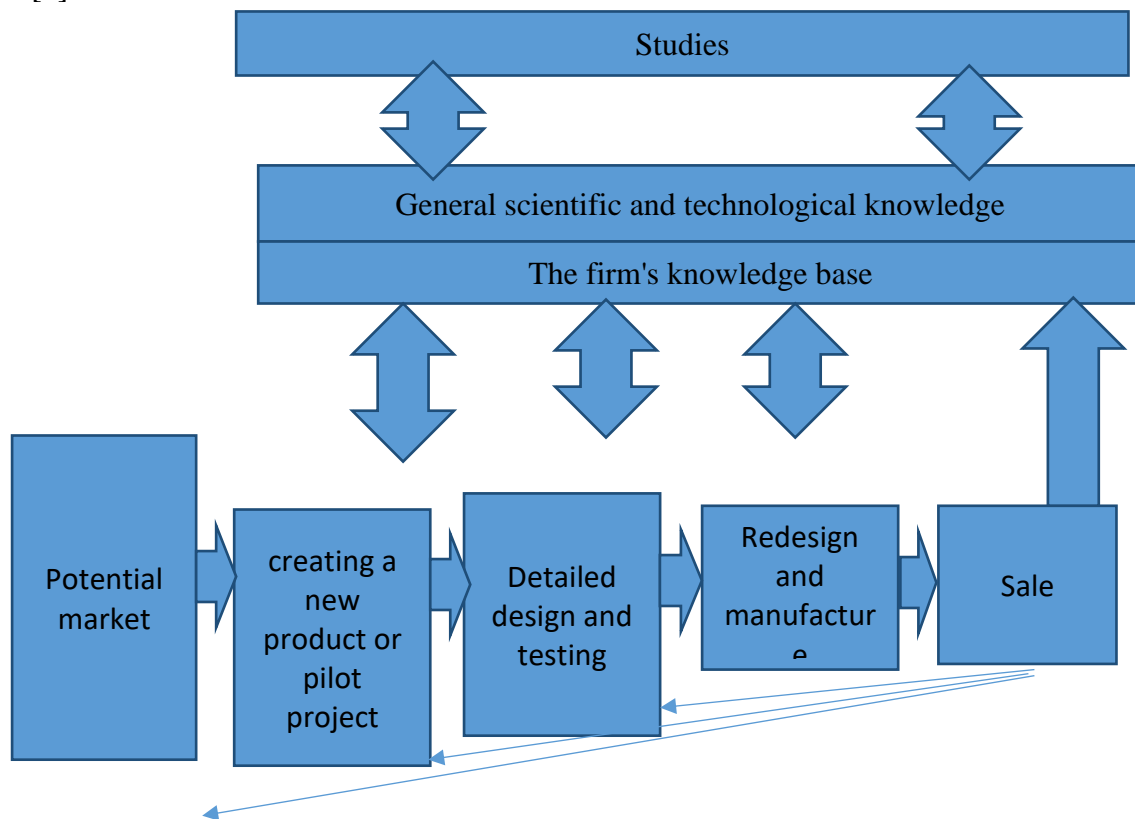 Studies
General scientific and technological knowledge
The firm's knowledge base
Potential
market
creating a
new
product or
pilot
project
Detailed
design and
testing
Redesign
and
manufactur
e
Sale